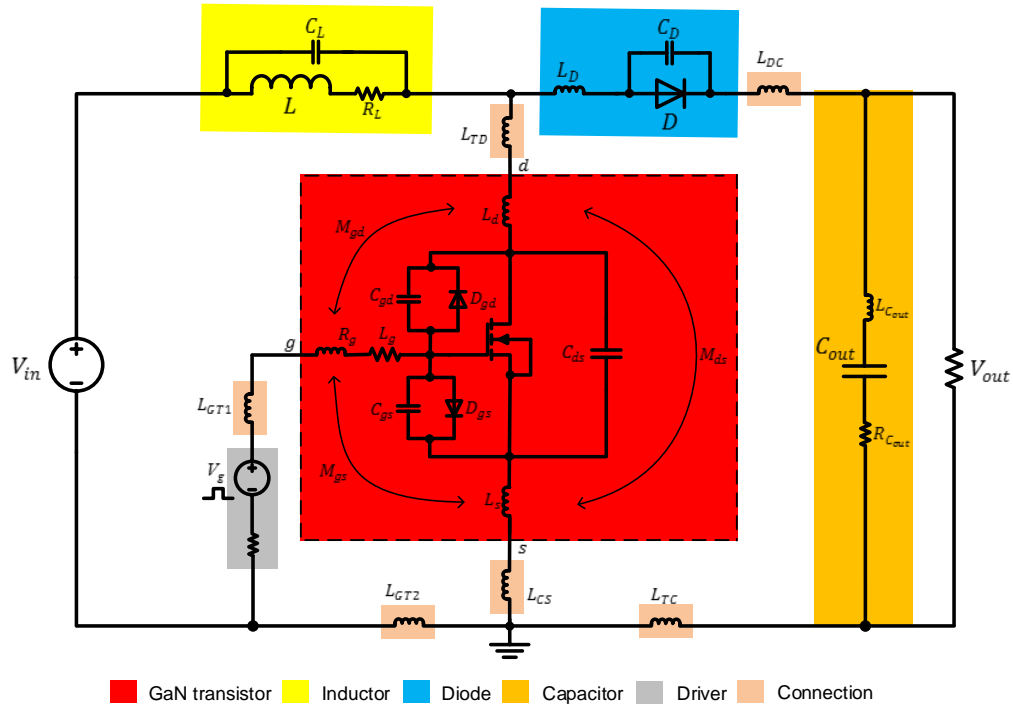 C_L
L
R_L
L_D
C_D
D
L_DC
L_TD
d
L_d
M_gd
C_gd
D_gd
g
R_g
L_g
C_ds
M_ds
C_gs
D_gs
M_gs
L_s
s
V_in
L_GT1
V_g
L_GT2
L_CS
L_TC
L_Cout
C_out
R_Cout
V_out
GaN transistor
Inductor
Diode
Capacitor
Driver
Connection